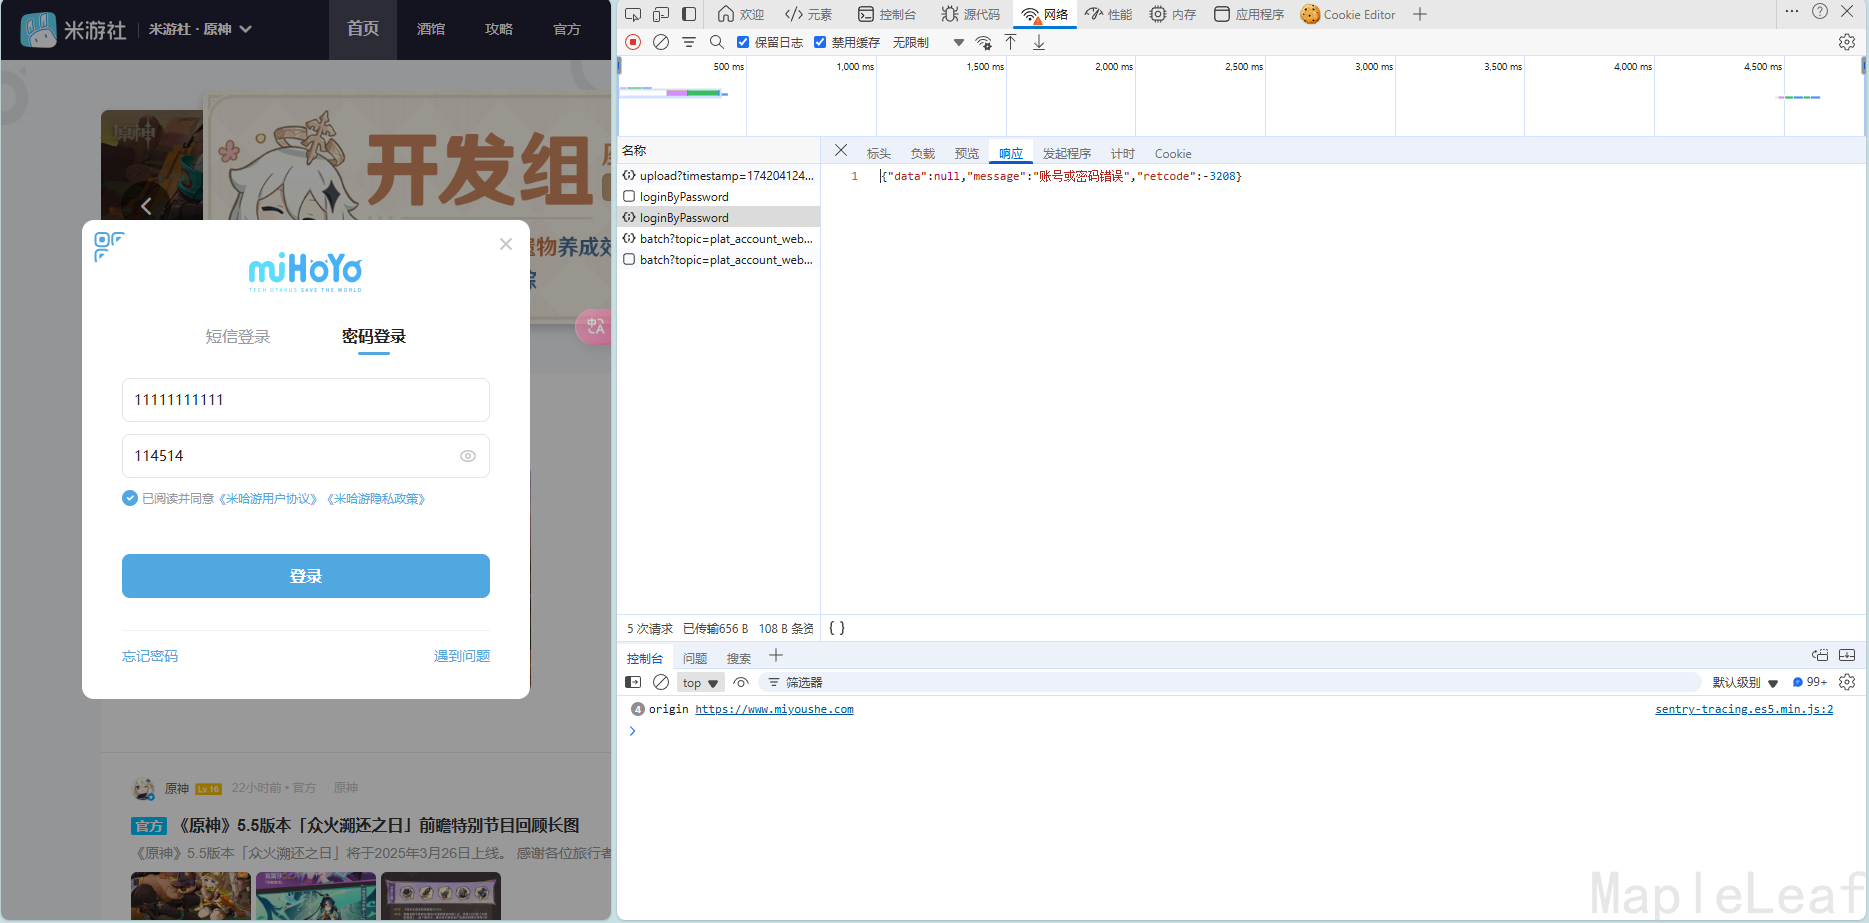 米游社 米游社·原神 首页 酒馆 攻略 官方
原神
开发组
遗物养成效
miHoYo
TECH OTAKUS SAVE THE WORLD
短信登录 密码登录
11111111111
114514
已阅读并同意《米哈游用户协议》《米哈游隐私政策》
登录
忘记密码 遇到问题
原神 Lv.16 22小时前·官方 · 原神
官方 《原神》5.5版本「众火溯还之日」前瞻特别节目回顾长图
《原神》5.5版本「众火溯还之日」将于2025年3月26日上线。 感谢各位旅行者
欢迎 元素 控制台 源代码 网络 性能 内存 应用程序 Cookie Editor
保留日志 禁用缓存 无限制
500 ms 1,000 ms 1,500 ms 2,000 ms 2,500 ms 3,000 ms 3,500 ms 4,000 ms 4,500 ms
名称 标头 负载 预览 响应 发起程序 计时 Cookie
upload?timestamp=174204124...
loginByPassword
loginByPassword
batch?topic=plat_account_web...
batch?topic=plat_account_web...
1 {"data":null,"message":"账号或密码错误","retcode":-3208}
5 次请求 已传输656 B 108 B 条资 { }
控制台 问题 搜索
top 筛选器 默认级别 99+
4 origin https://www.miyoushe.com sentry-tracing.es5.min.js:2
MapleLeaf